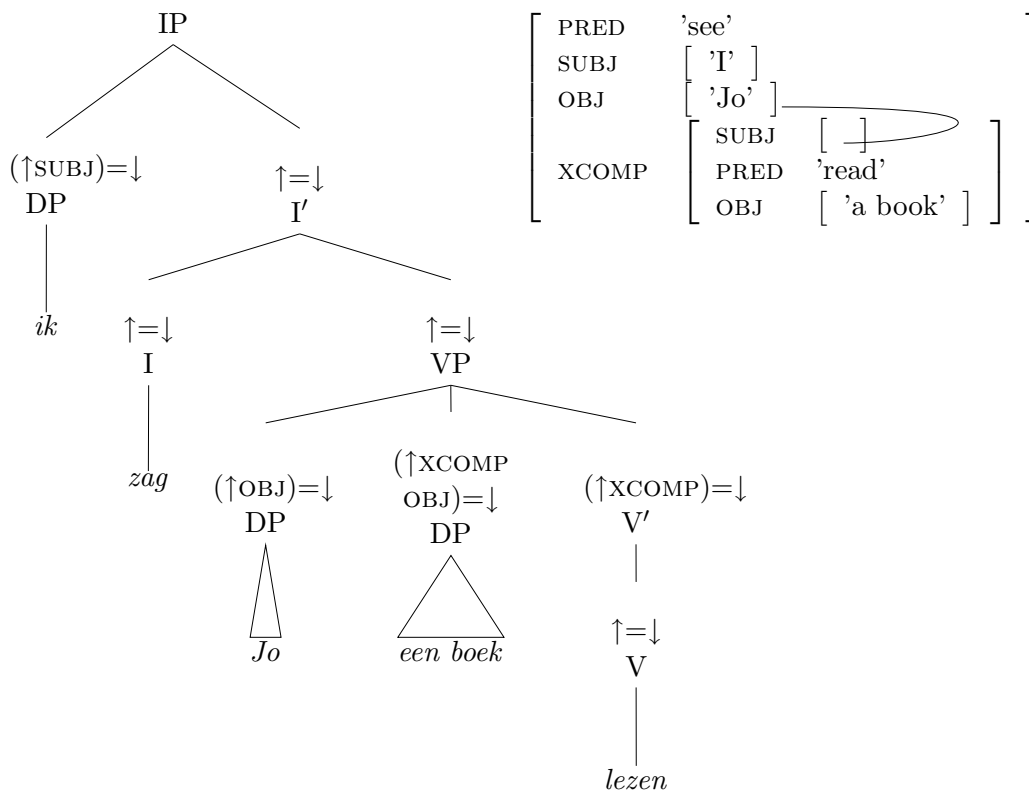 IP
(↑SUBJ)=↓
DP
ik
↑=↓
I′
↑=↓
I
zag
↑=↓
VP
(↑OBJ)=↓
DP
Jo
(↑XCOMP
OBJ)=↓
DP
een boek
(↑XCOMP)=↓
V′
↑=↓
V
lezen
PRED ’see’
SUBJ [ ’I’ ]
OBJ [ ’Jo’ ]
SUBJ [ ]
XCOMP PRED ’read’
OBJ [ ’a book’ ]